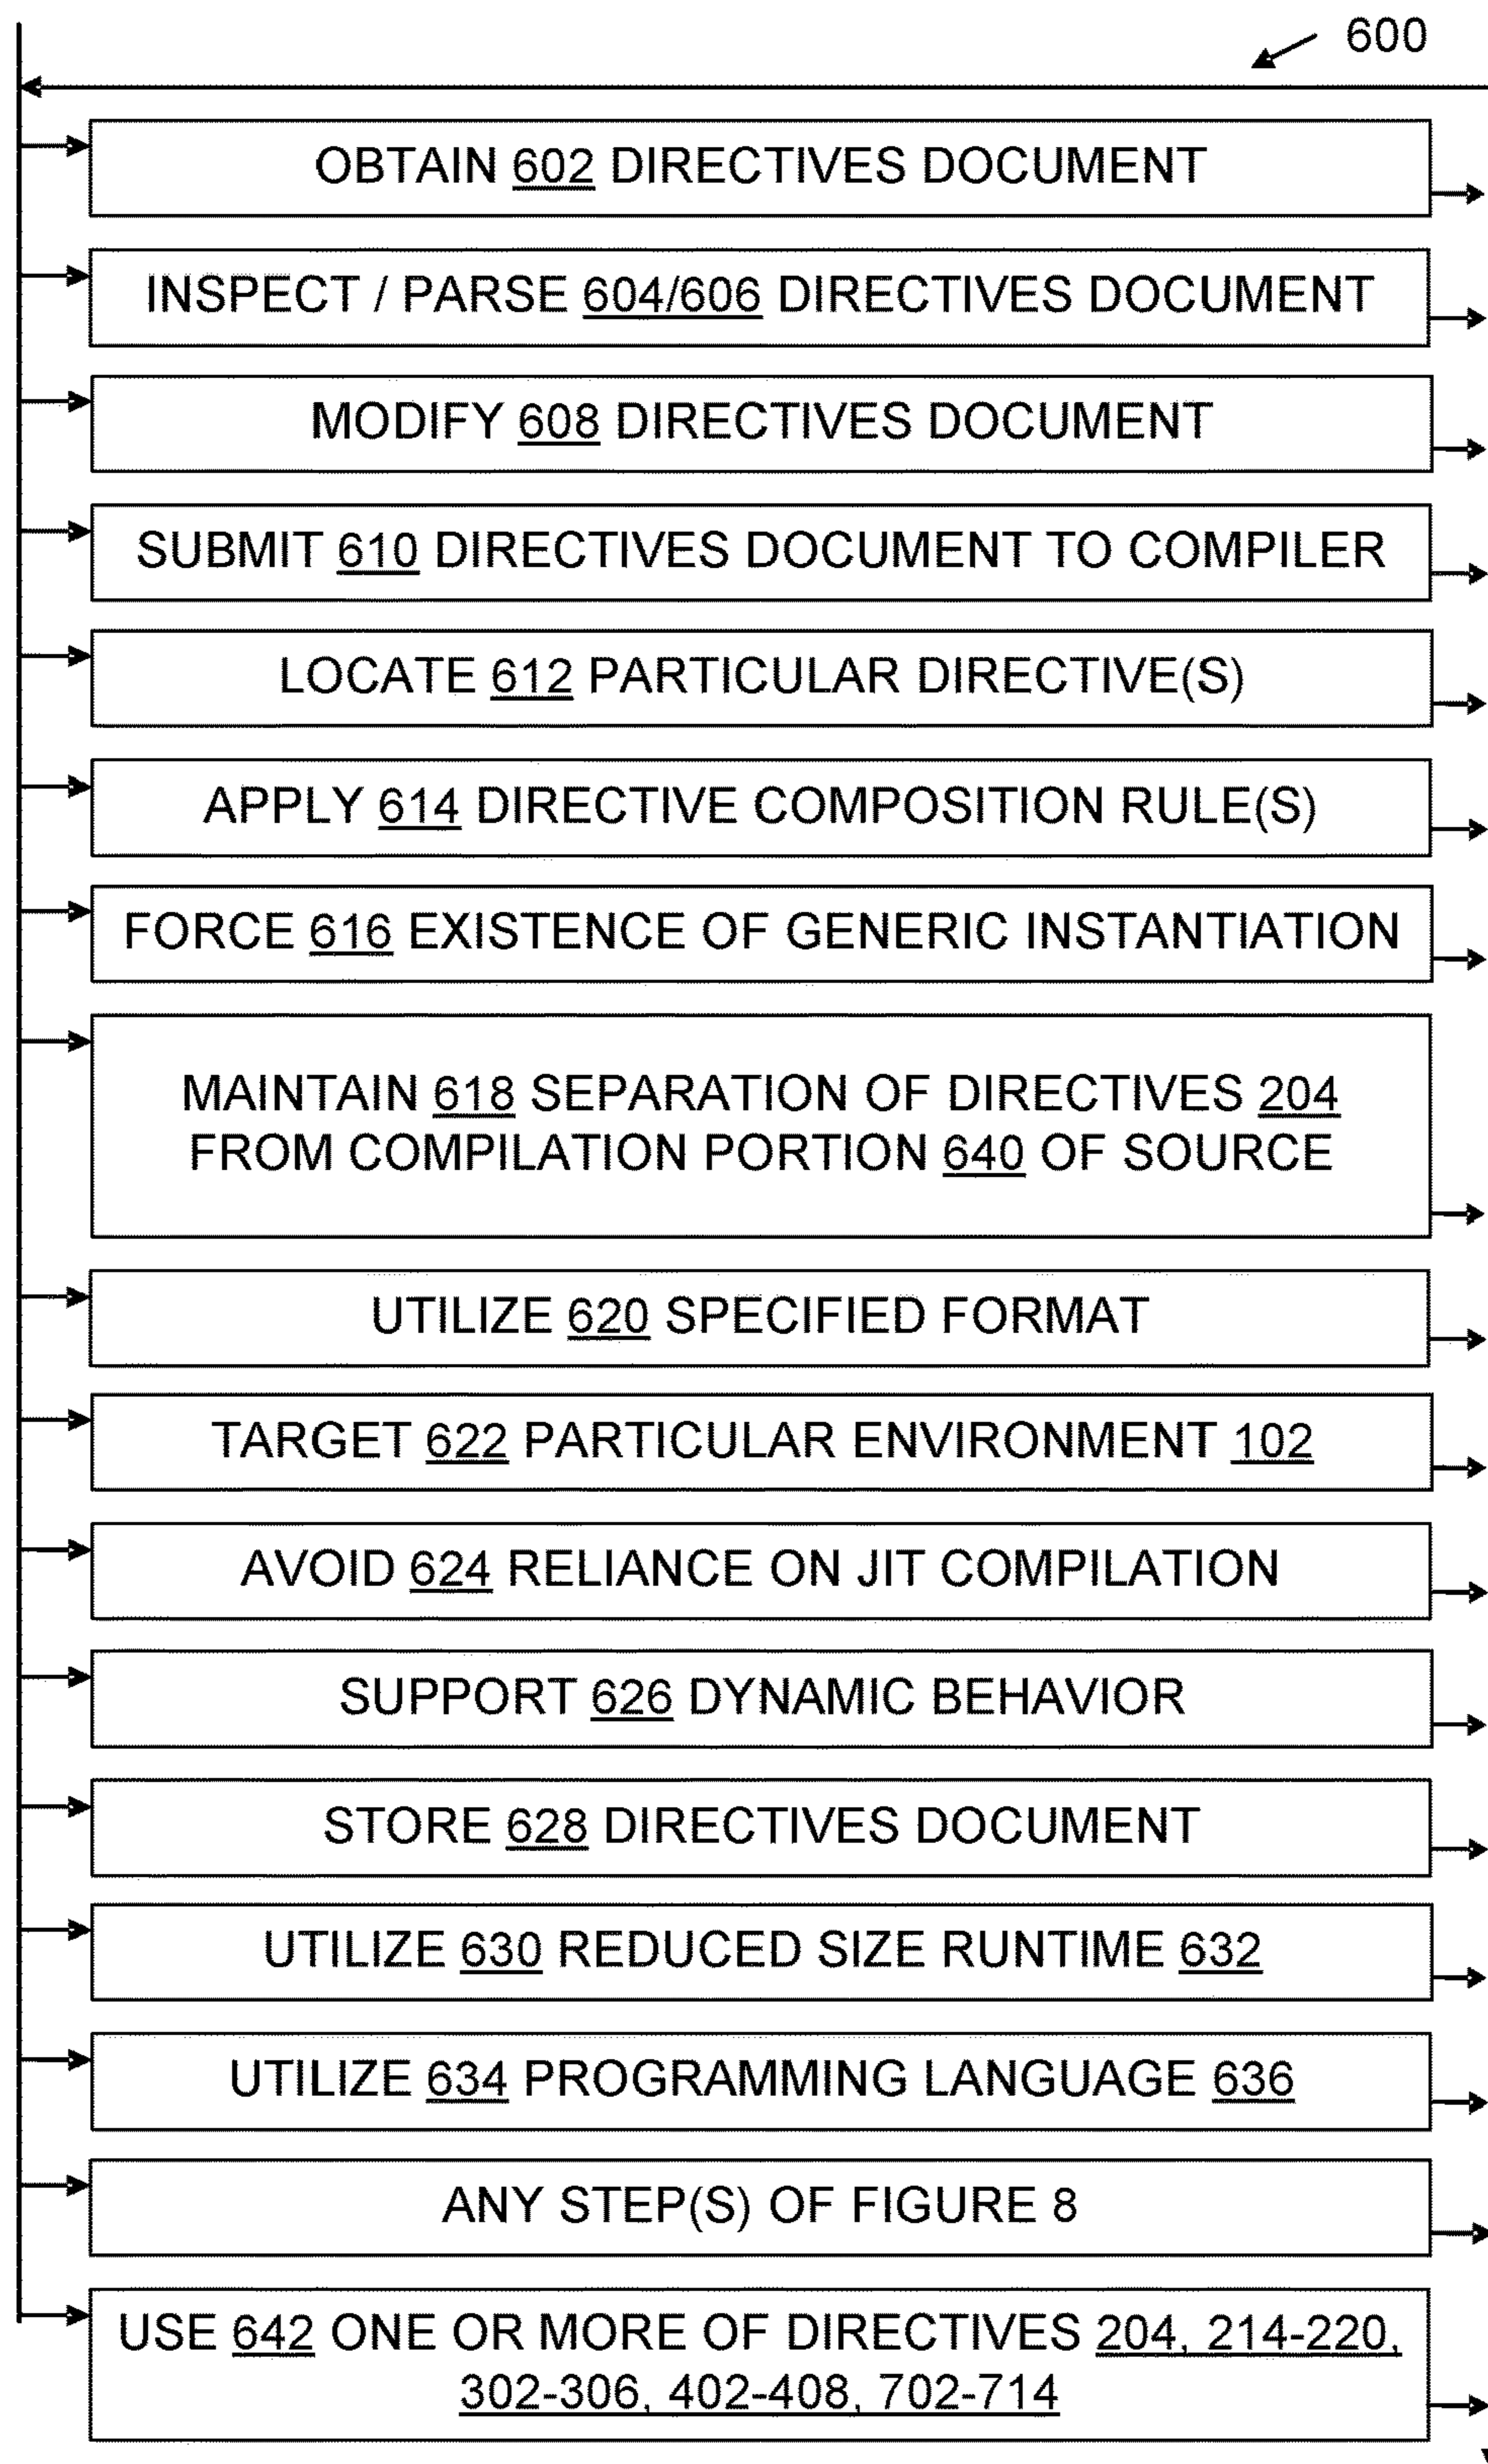 600
OBTAIN 602 DIRECTIVES DOCUMENT
INSPECT / PARSE 604/606 DIRECTIVES DOCUMENT
MODIFY 608 DIRECTIVES DOCUMENT
SUBMIT 610 DIRECTIVES DOCUMENT TO COMPILER
LOCATE 612 PARTICULAR DIRECTIVE(S)
APPLY 614 DIRECTIVE COMPOSITION RULE(S)
FORCE 616 EXISTENCE OF GENERIC INSTANTIATION
MAINTAIN 618 SEPARATION OF DIRECTIVES 204
FROM COMPILATION PORTION 640 OF SOURCE
UTILIZE 620 SPECIFIED FORMAT
TARGET 622 PARTICULAR ENVIRONMENT 102
AVOID 624 RELIANCE ON JIT COMPILATION
SUPPORT 626 DYNAMIC BEHAVIOR
STORE 628 DIRECTIVES DOCUMENT
UTILIZE 630 REDUCED SIZE RUNTIME 632
UTILIZE 634 PROGRAMMING LANGUAGE 636
ANY STEP(S) OF FIGURE 8
USE 642 ONE OR MORE OF DIRECTIVES 204, 214-220,
302-306, 402-408, 702-714